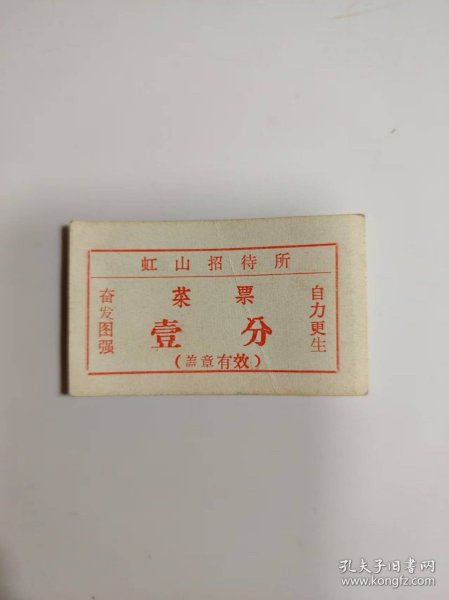 虹山招待所
菜票
壹分
(盖章有效)
奋发图强
自力更生
孔夫子旧书网
www.kongfz.com